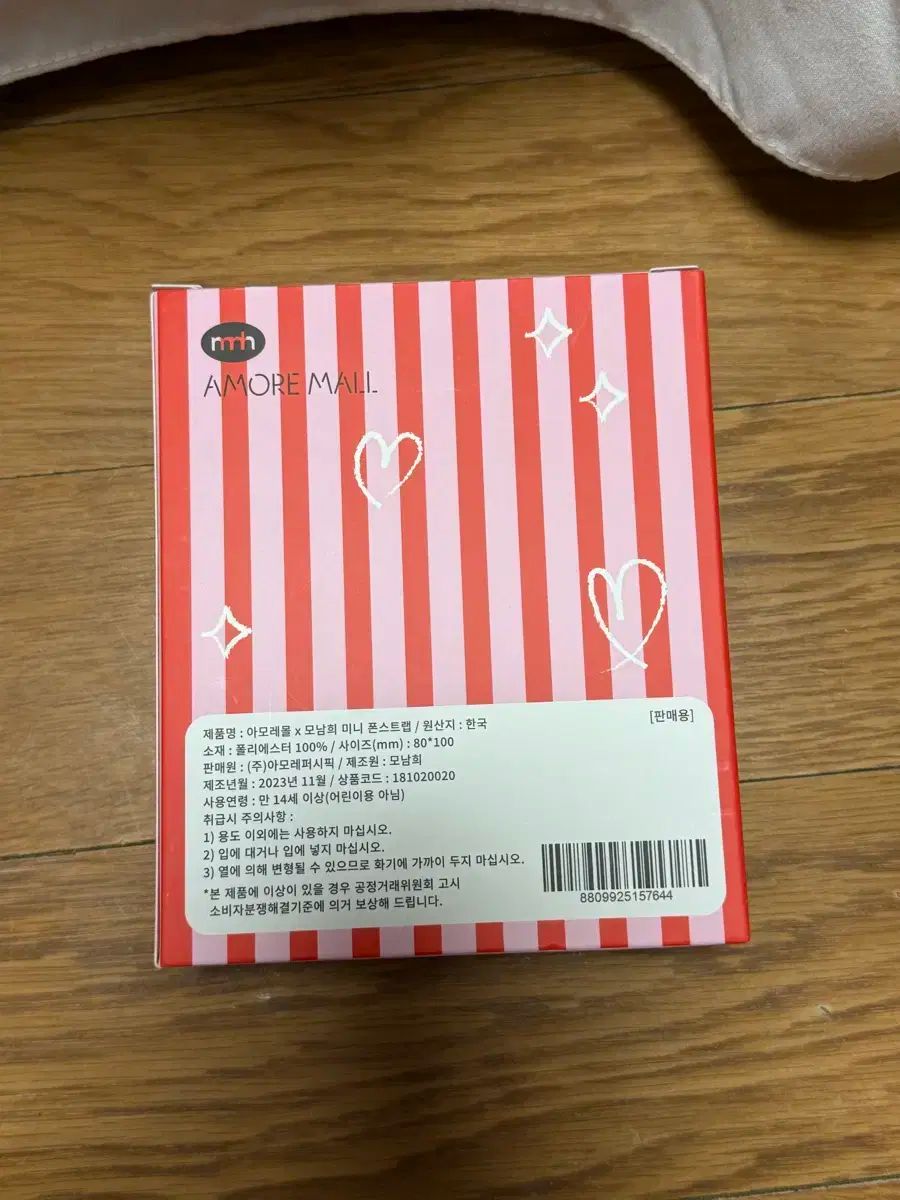 mmh
AMORE MALL
제품명 : 아모레몰 x 모남희 미니 폰스트랩 / 원산지 : 한국
[판매용]
소재 : 폴리에스터 100% / 사이즈(mm) : 80*100
판매원 : (주)아모레퍼시픽 / 제조원 : 모남희
제조년월 : 2023년 11월 / 상품코드 : 181020020
사용연령 : 만 14세 이상(어린이용 아님)
취급시 주의사항 :
1) 용도 이외에는 사용하지 마십시오.
2) 입에 대거나 입에 넣지 마십시오.
3) 열에 의해 변형될 수 있으므로 화기에 가까이 두지 마십시오.
*본 제품에 이상이 있을 경우 공정거래위원회 고시
소비자분쟁해결기준에 의거 보상해 드립니다.
8809925157644